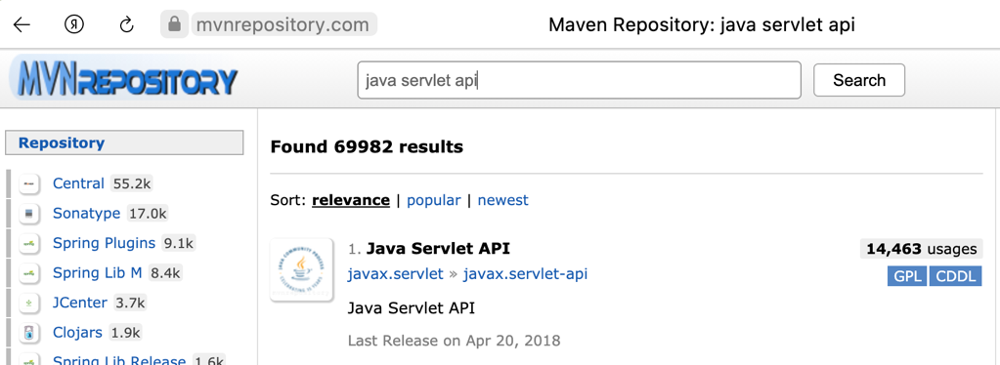 mvnrepository.com
Maven Repository: java servlet api
MVNREPOSITORY
java servlet api
Search
Repository
Central 55.2k
Sonatype 17.0k
Spring Plugins 9.1k
Spring Lib M 8.4k
JCenter 3.7k
Clojars 1.9k
Spring Lib Release 1.6k
Found 69982 results
Sort: relevance | popular | newest
1. Java Servlet API
14,463 usages
javax.servlet » javax.servlet-api
GPL CDDL
Java Servlet API
Last Release on Apr 20, 2018